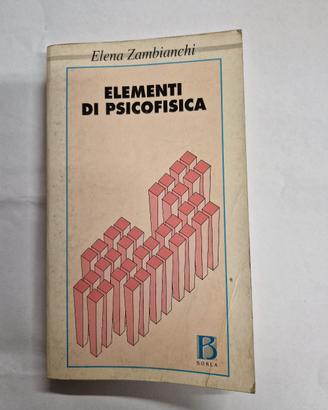 Elena Zambianchi
ELEMENTI
DI PSICOFISICA
B
BORLA